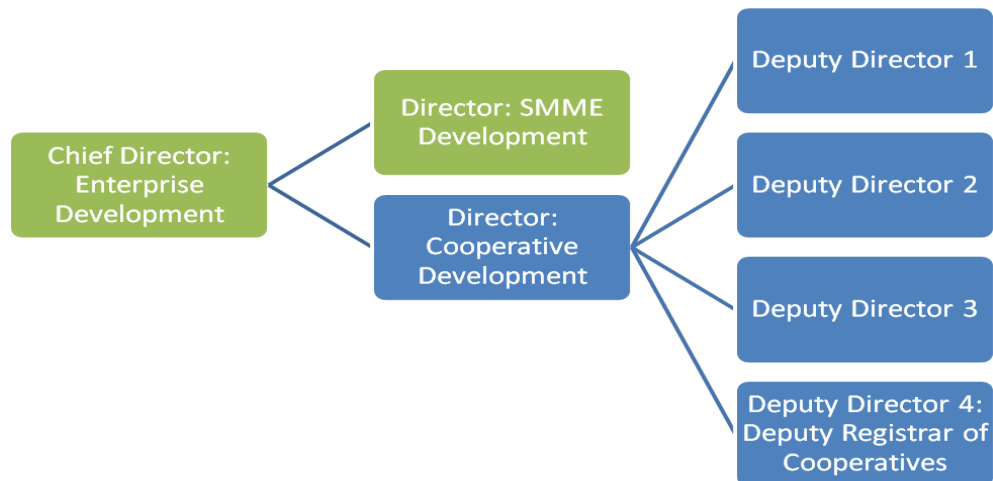 Chief Director:
Enterprise
Development
Director: SMME
Development
Director:
Cooperative
Development
Deputy Director 1
Deputy Director 2
Deputy Director 3
Deputy Director 4:
Deputy Registrar of
Cooperatives